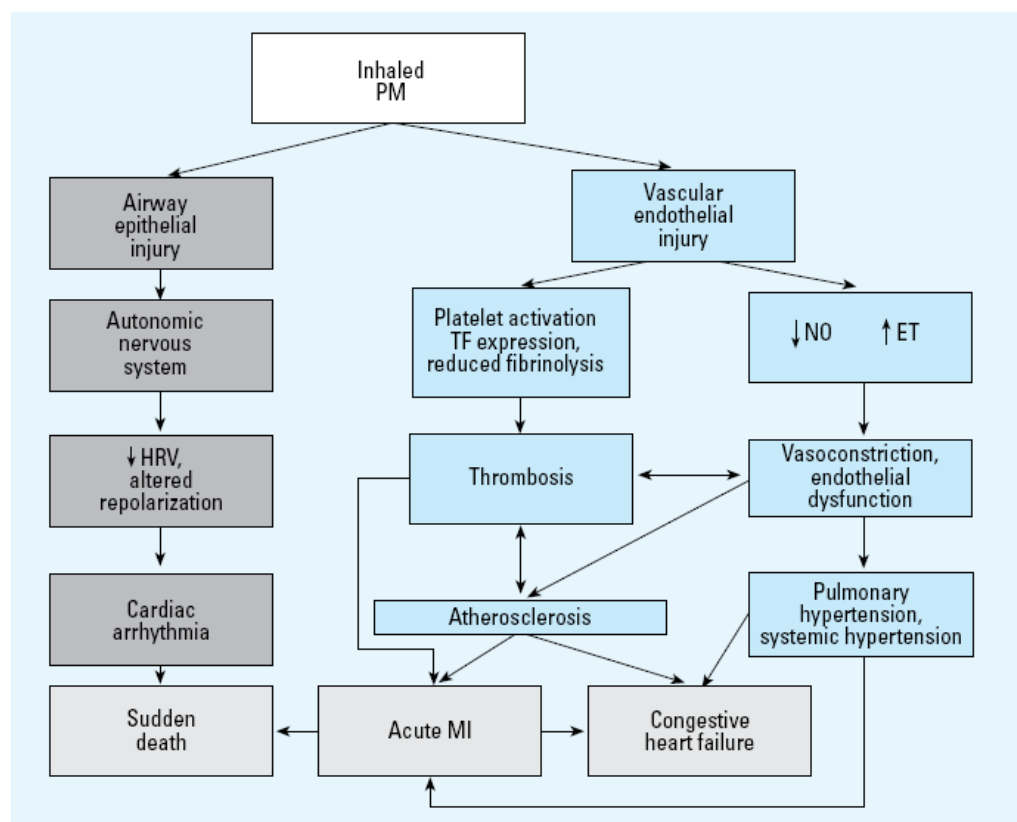 Inhaled
PM
Airway
epithelial
injury
Vascular
endothelial
injury
Autonomic
nervous
system
Platelet activation
TF expression,
reduced fibrinolysis
↓NO ↑ET
↓HRV,
altered
repolarization
Thrombosis
Vasoconstriction,
endothelial
dysfunction
Cardiac
arrhythmia
Atherosclerosis
Pulmonary
hypertension,
systemic hypertension
Sudden
death
Acute MI
Congestive
heart failure